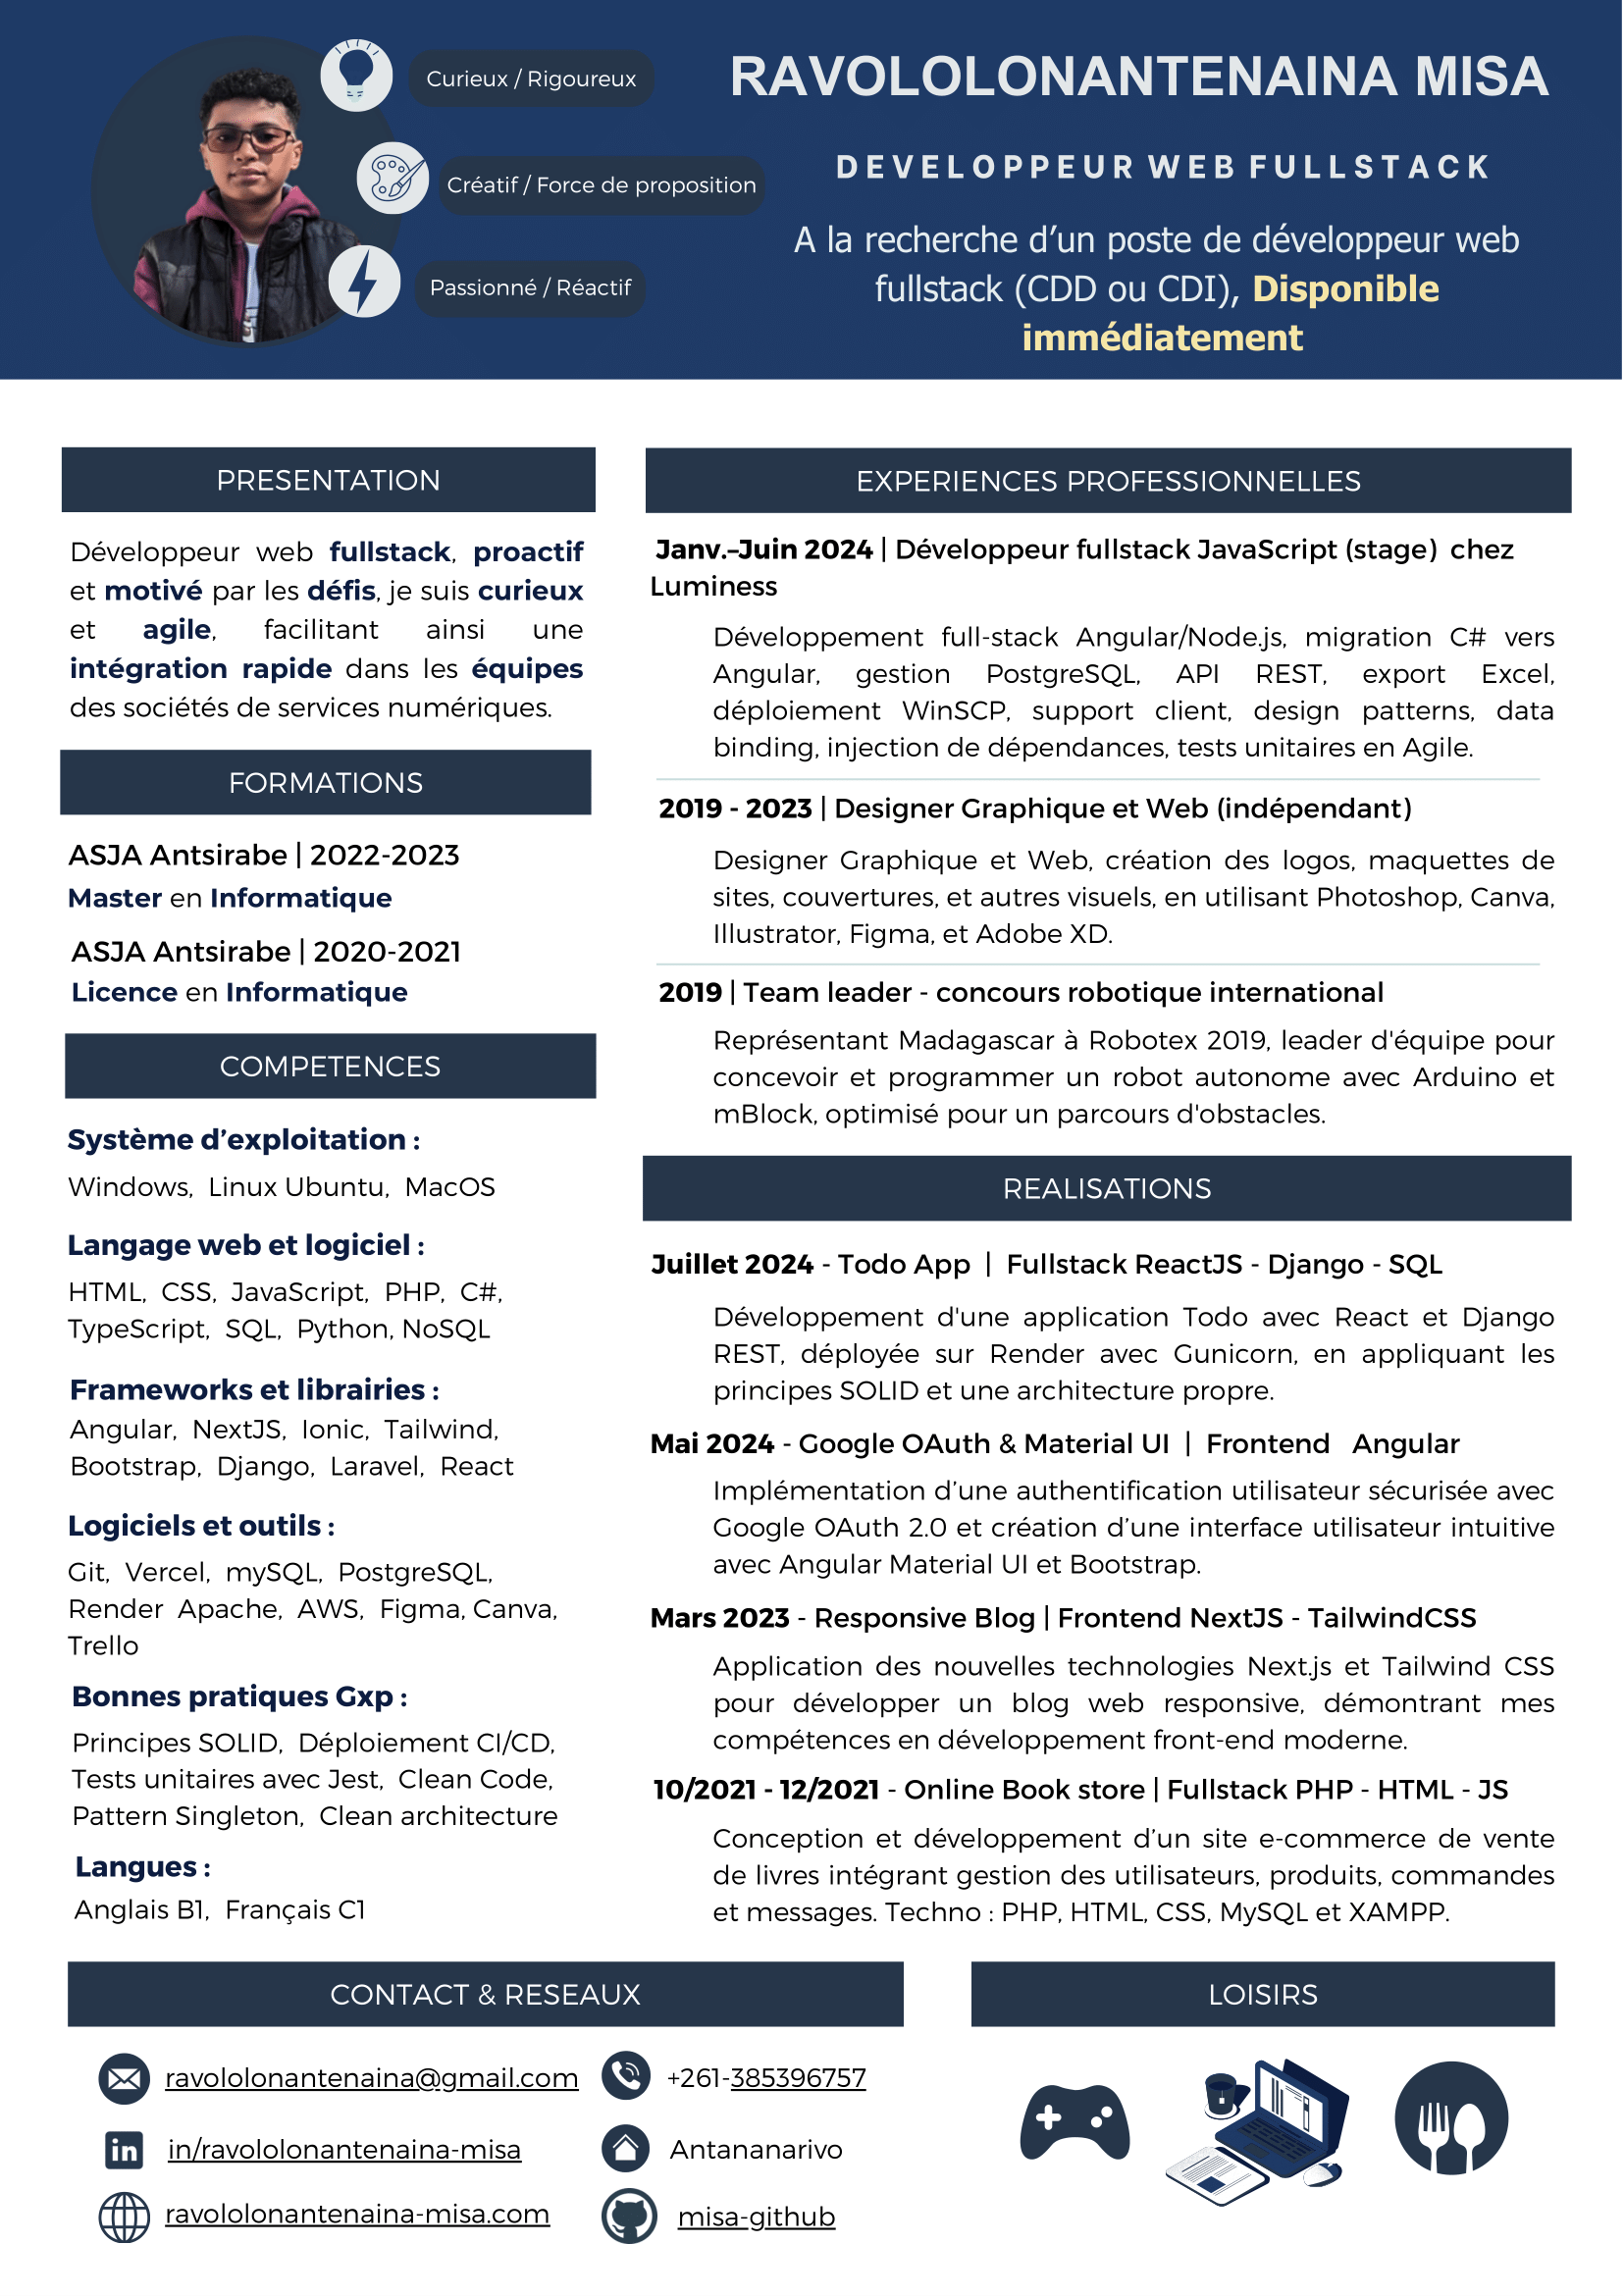 RAVOLOLONANTENAINA MISA
DEVELOPPEUR WEB FULLSTACK
A la recherche d’un poste de développeur web
fullstack (CDD ou CDI), Disponible
immédiatement
Curieux / Rigoureux
Créatif / Force de proposition
Passionné / Réactif
PRESENTATION
Développeur web fullstack, proactif
et motivé par les défis, je suis curieux
et agile, facilitant ainsi une
intégration rapide dans les équipes
des sociétés de services numériques.
FORMATIONS
ASJA Antsirabe | 2022-2023
Master en Informatique
ASJA Antsirabe | 2020-2021
Licence en Informatique
COMPETENCES
Système d’exploitation :
Windows, Linux Ubuntu, MacOS
Langage web et logiciel :
HTML, CSS, JavaScript, PHP, C#,
TypeScript, SQL, Python, NoSQL
Frameworks et librairies :
Angular, NextJS, Ionic, Tailwind,
Bootstrap, Django, Laravel, React
Logiciels et outils :
Git, Vercel, mySQL, PostgreSQL,
Render Apache, AWS, Figma, Canva,
Trello
Bonnes pratiques Gxp :
Principes SOLID, Déploiement CI/CD,
Tests unitaires avec Jest, Clean Code,
Pattern Singleton, Clean architecture
Langues :
Anglais B1, Français C1
EXPERIENCES PROFESSIONNELLES
Janv.–Juin 2024 | Développeur fullstack JavaScript (stage) chez
Luminess
Développement full-stack Angular/Node.js, migration C# vers
Angular, gestion PostgreSQL, API REST, export Excel,
déploiement WinSCP, support client, design patterns, data
binding, injection de dépendances, tests unitaires en Agile.
2019 - 2023 | Designer Graphique et Web (indépendant)
Designer Graphique et Web, création des logos, maquettes de
sites, couvertures, et autres visuels, en utilisant Photoshop, Canva,
Illustrator, Figma, et Adobe XD.
2019 | Team leader - concours robotique international
Représentant Madagascar à Robotex 2019, leader d'équipe pour
concevoir et programmer un robot autonome avec Arduino et
mBlock, optimisé pour un parcours d'obstacles.
REALISATIONS
Juillet 2024 - Todo App | Fullstack ReactJS - Django - SQL
Développement d'une application Todo avec React et Django
REST, déployée sur Render avec Gunicorn, en appliquant les
principes SOLID et une architecture propre.
Mai 2024 - Google OAuth & Material UI | Frontend Angular
Implémentation d’une authentification utilisateur sécurisée avec
Google OAuth 2.0 et création d’une interface utilisateur intuitive
avec Angular Material UI et Bootstrap.
Mars 2023 - Responsive Blog | Frontend NextJS - TailwindCSS
Application des nouvelles technologies Next.js et Tailwind CSS
pour développer un blog web responsive, démontrant mes
compétences en développement front-end moderne.
10/2021 - 12/2021 - Online Book store | Fullstack PHP - HTML - JS
Conception et développement d’un site e-commerce de vente
de livres intégrant gestion des utilisateurs, produits, commandes
et messages. Techno : PHP, HTML, CSS, MySQL et XAMPP.
CONTACT & RESEAUX
ravololonantenaina@gmail.com
+261-385396757
in/ravololonantenaina-misa
Antananarivo
ravololonantenaina-misa.com
misa-github
LOISIRS